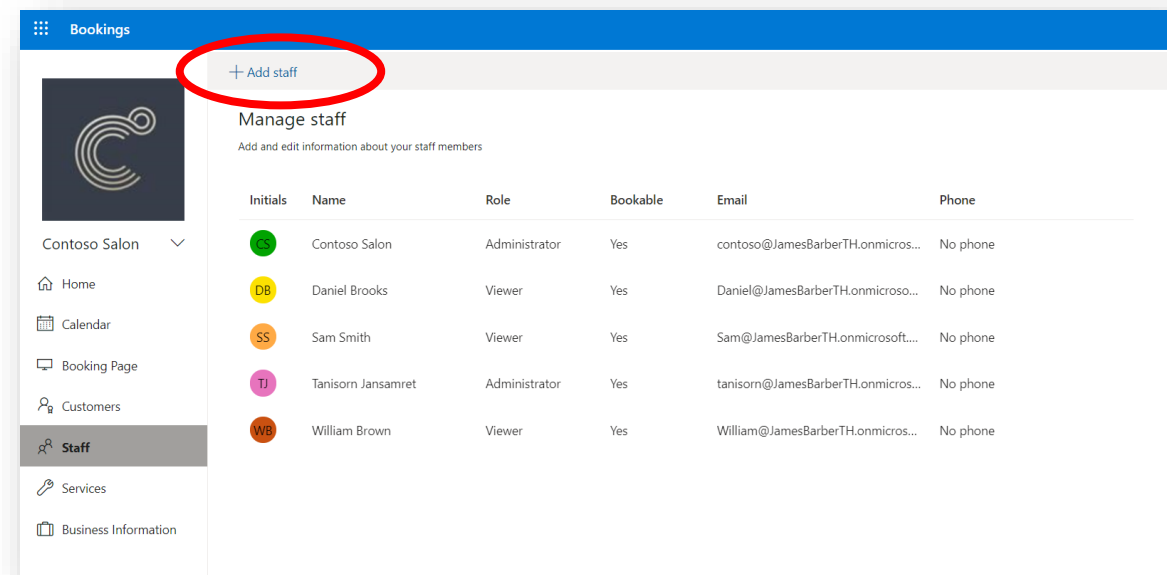 Bookings
+ Add staff
Manage staff
Add and edit information about your staff members
Initials Name Role Bookable Email Phone
CS Contoso Salon Administrator Yes contoso@JamesBarberTH.onmicros... No phone
DB Daniel Brooks Viewer Yes Daniel@JamesBarberTH.onmicroso... No phone
SS Sam Smith Viewer Yes Sam@JamesBarberTH.onmicrosoft.... No phone
TJ Tanisorn Jansamret Administrator Yes tanisorn@JamesBarberTH.onmicros... No phone
WB William Brown Viewer Yes William@JamesBarberTH.onmicros... No phone
Contoso Salon
Home
Calendar
Booking Page
Customers
Staff
Services
Business Information